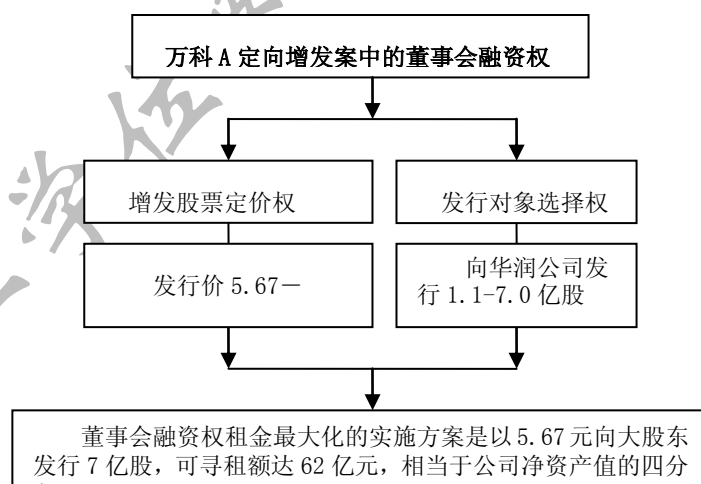 万科 A 定向增发案中的董事会融资权
增发股票定价权
发行对象选择权
发行价 5.67－
向华润公司发
行 1.1-7.0 亿股
董事会融资权租金最大化的实施方案是以 5.67 元向大股东
发行 7 亿股，可寻租额达 62 亿元，相当于公司净资产值的四分
学位